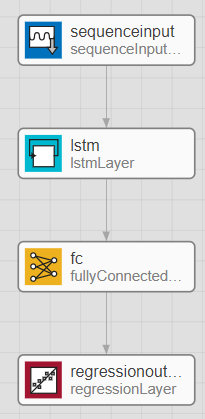 sequenceinput
sequenceInput...
lstm
lstmLayer
fc
fullyConnected...
regressionout...
regressionLayer